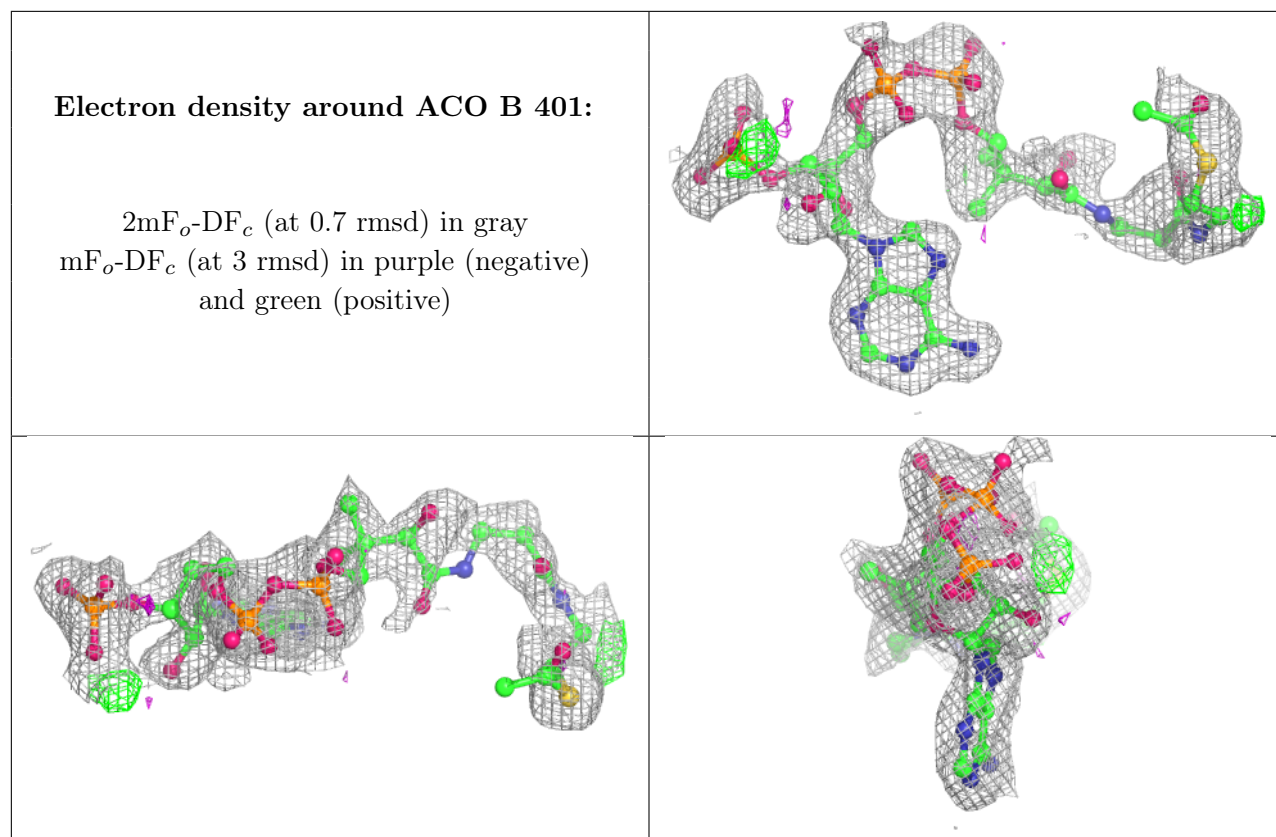 Electron density around ACO B 401:
2mFo-DFc (at 0.7 rmsd) in gray
mFo-DFc (at 3 rmsd) in purple (negative)
and green (positive)